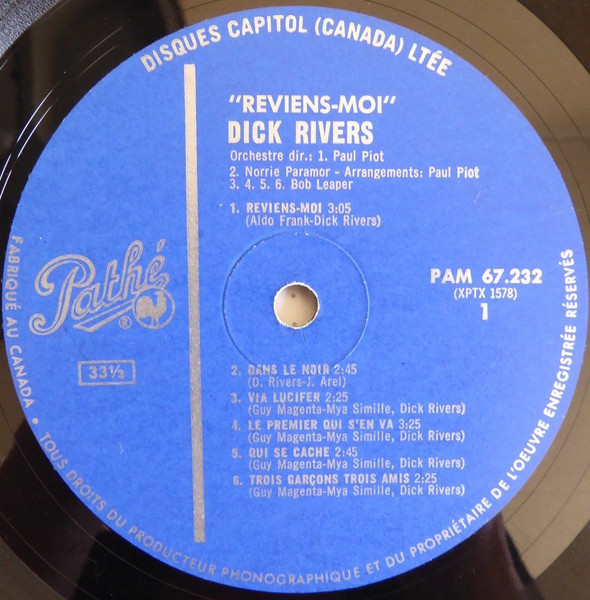 DISQUES CAPITOL (CANADA) LTÉE
"REVIENS-MOI"
DICK RIVERS
Orchestre dir.: 1. Paul Piot
2. Norrie Paramor - Arrangements: Paul Piot
3. 4. 5. 6. Bob Leaper
1. REVIENS-MOI 3:05
(Aldo Frank-Dick Rivers)
Pathé
®
33⅓
PAM 67.232
(XPTX 1578)
1
2. DANS LE NOIR 2:45
(D. Rivers-J. Arel)
3. VIA LUCIFER 2:25
(Guy Magenta-Mya Simille, Dick Rivers)
4. LE PREMIER QUI S'EN VA 3:25
(Guy Magenta-Mya Simille, Dick Rivers)
5. QUI SE CACHE 2:45
(Guy Magenta-Mya Simille, Dick Rivers)
6. TROIS GARÇONS TROIS AMIS 2:25
(Guy Magenta-Mya Simille, Dick Rivers)
FABRIQUÉ AU CANADA • TOUS DROITS DU PRODUCTEUR PHONOGRAPHIQUE ET DU PROPRIÉTAIRE DE L'OEUVRE ENREGISTRÉE RÉSERVÉS